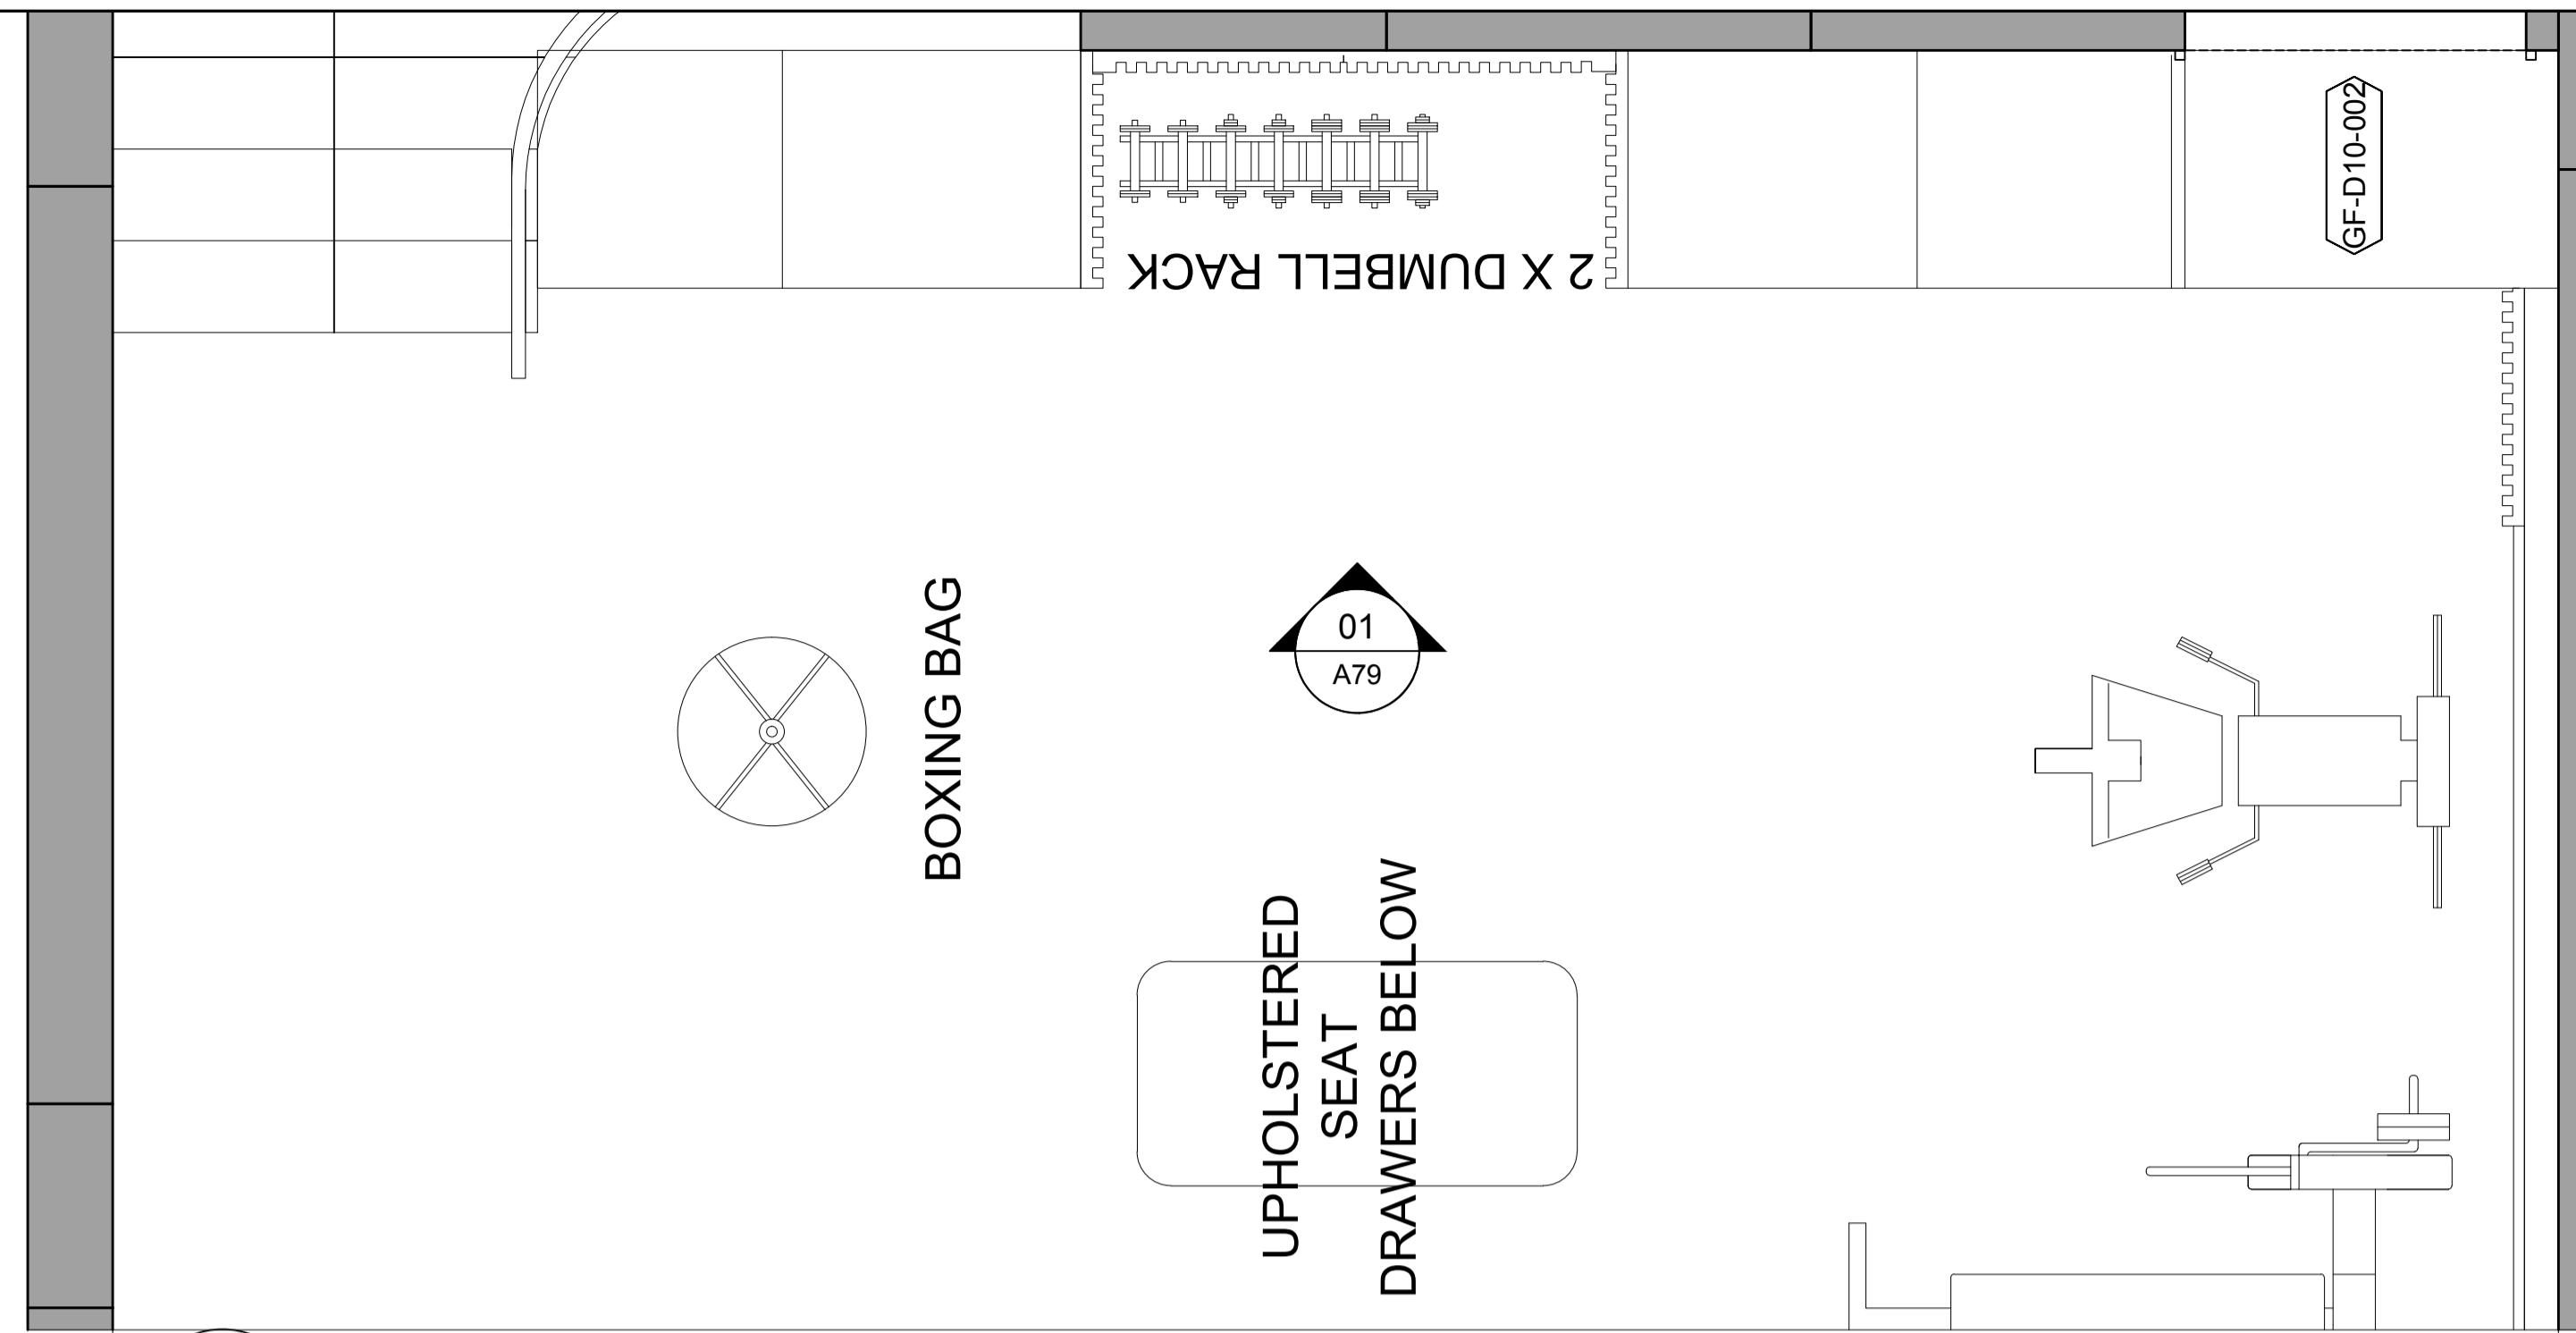 GF-D10-002
2 X DUMBELL RACK
BOXING BAG
01
A79
UPHOLSTERED
SEAT
DRAWERS BELOW